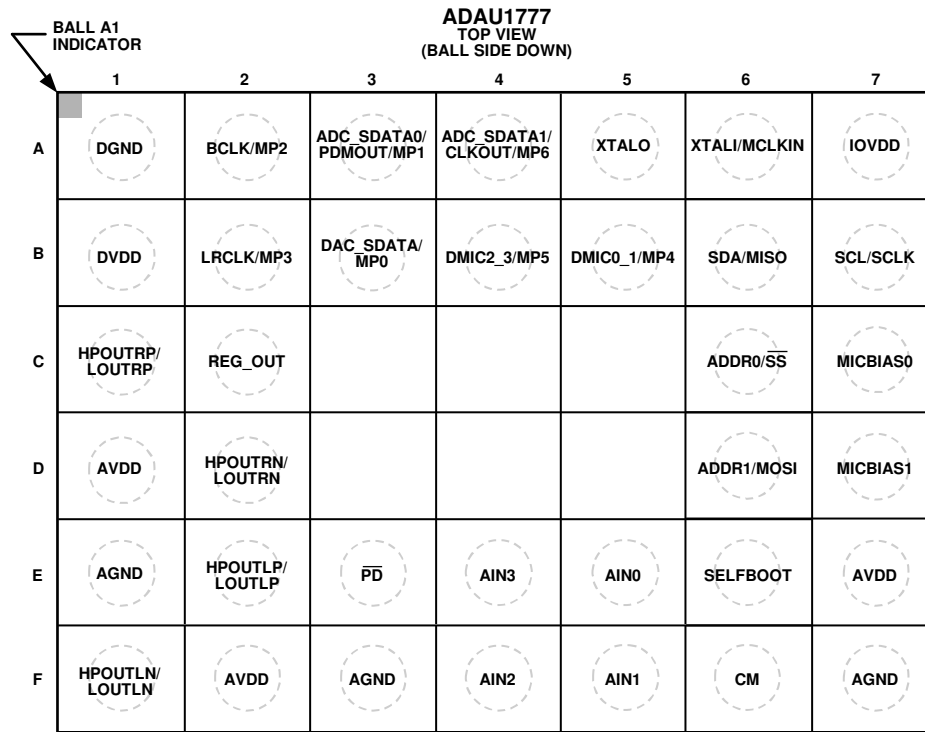 BALL A1
INDICATOR
ADAU1777
TOP VIEW
(BALL SIDE DOWN)
1 2 3 4 5 6 7
A
DGND
BCLK/MP2
ADC_SDATA0/
PDMOUT/MP1
ADC_SDATA1/
CLKOUT/MP6
XTALO
XTALI/MCLKIN
IOVDD
B
DVDD
LRCLK/MP3
DAC_SDATA/
MP0
DMIC2_3/MP5
DMIC0_1/MP4
SDA/MISO
SCL/SCLK
C
HPOUTRP/
LOUTRP
REG_OUT
ADDR0/S̅S̅
MICBIAS0
D
AVDD
HPOUTRN/
LOUTRN
ADDR1/MOSI
MICBIAS1
E
AGND
HPOUTLP/
LOUTLP
P̅D̅
AIN3
AIN0
SELFBOOT
AVDD
F
HPOUTLN/
LOUTLN
AVDD
AGND
AIN2
AIN1
CM
AGND